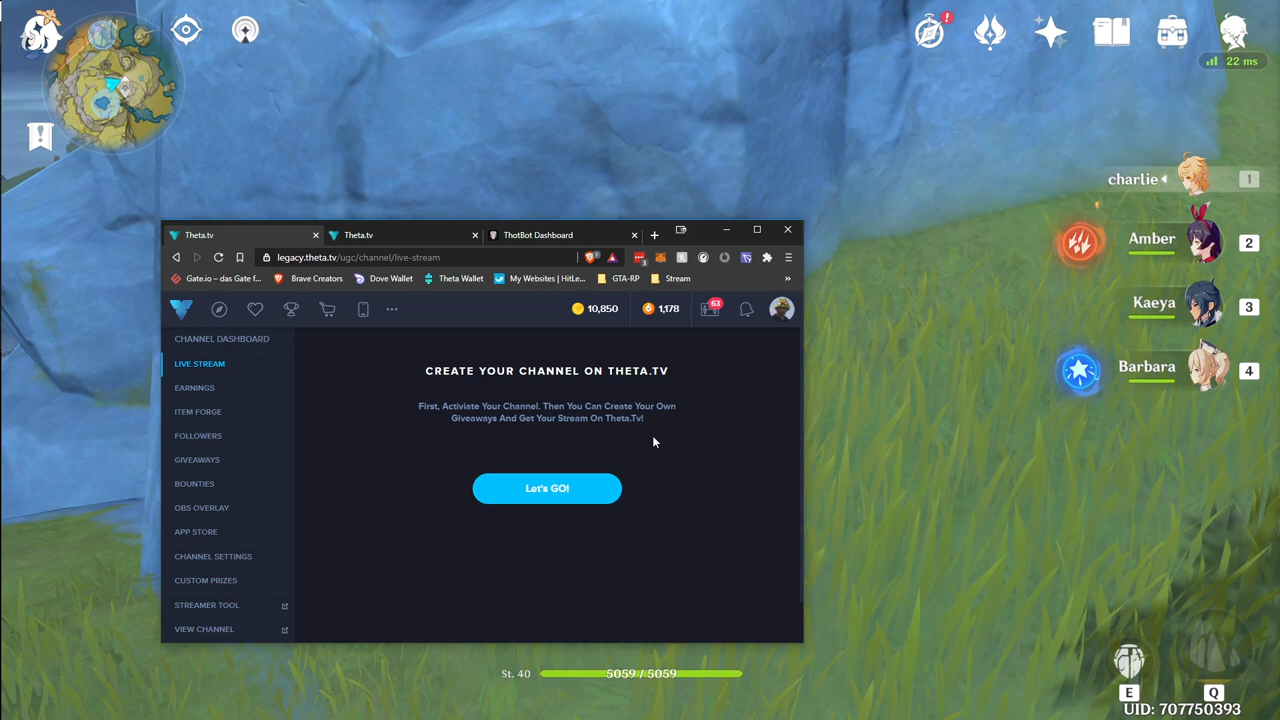 22 ms
charlie
1
Amber
2
Kaeya
3
Barbara
4
Theta.tv
Theta.tv
ThotBot Dashboard
legacy.theta.tv/ugc/channel/live-stream
Gate.io – das Gate f...
Brave Creators
Dove Wallet
Theta Wallet
My Websites | HitLe...
GTA-RP
Stream
»
10,850
1,178
63
CHANNEL DASHBOARD
LIVE STREAM
EARNINGS
ITEM FORGE
FOLLOWERS
GIVEAWAYS
BOUNTIES
OBS OVERLAY
APP STORE
CHANNEL SETTINGS
CUSTOM PRIZES
STREAMER TOOL
VIEW CHANNEL
CREATE YOUR CHANNEL ON THETA.TV
First, Activiate Your Channel. Then You Can Create Your Own
Giveaways And Get Your Stream On Theta.Tv!
Let's GO!
St. 40
5059 / 5059
E
Q
UID: 707750393